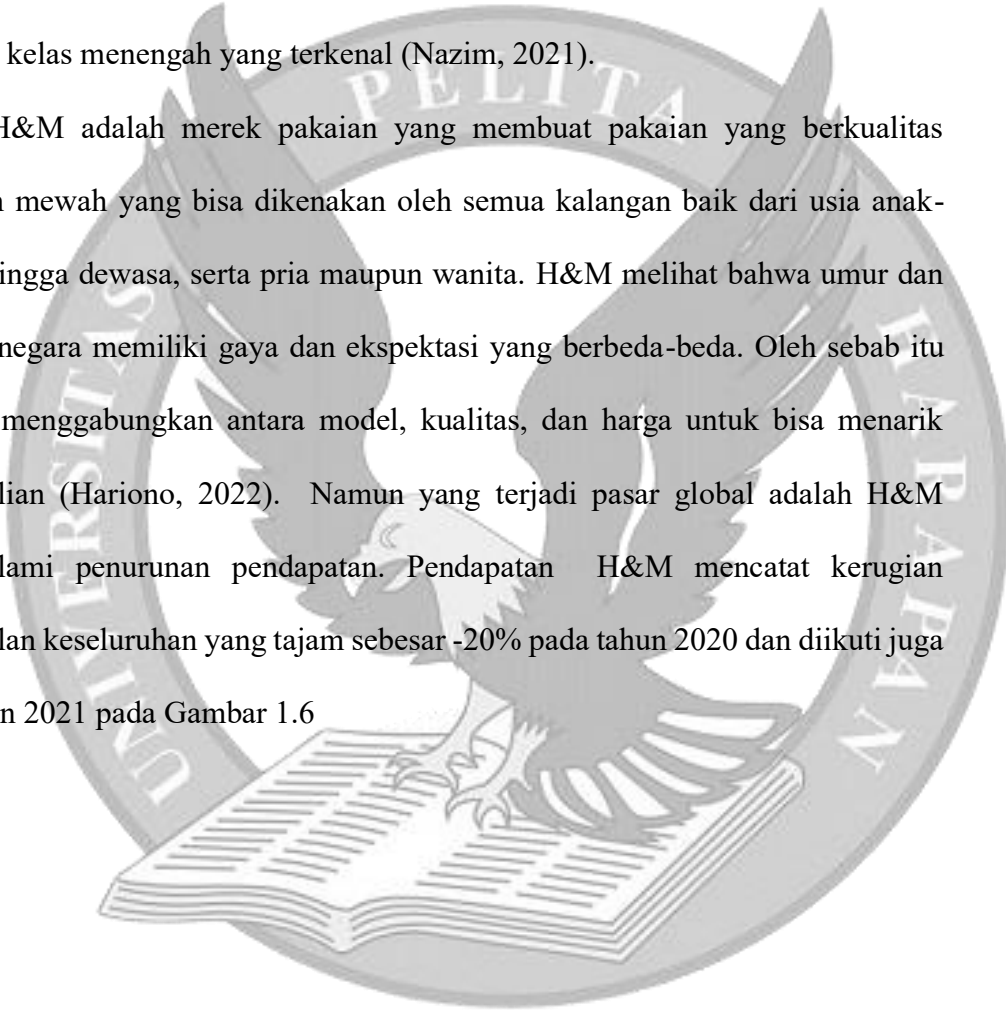 kelas menengah yang terkenal (Nazim, 2021).
H&M adalah merek pakaian yang membuat pakaian yang berkualitas
mewah yang bisa dikenakan oleh semua kalangan baik dari usia anak-
ingga dewasa, serta pria maupun wanita. H&M melihat bahwa umur dan
negara memiliki gaya dan ekspektasi yang berbeda-beda. Oleh sebab itu
menggabungkan antara model, kualitas, dan harga untuk bisa menarik
lian (Hariono, 2022). Namun yang terjadi pasar global adalah H&M
lami penurunan pendapatan. Pendapatan H&M mencatat kerugian
lan keseluruhan yang tajam sebesar -20% pada tahun 2020 dan diikuti juga
n 2021 pada Gambar 1.6
UNIVERSITAS PELITA HARAPAN